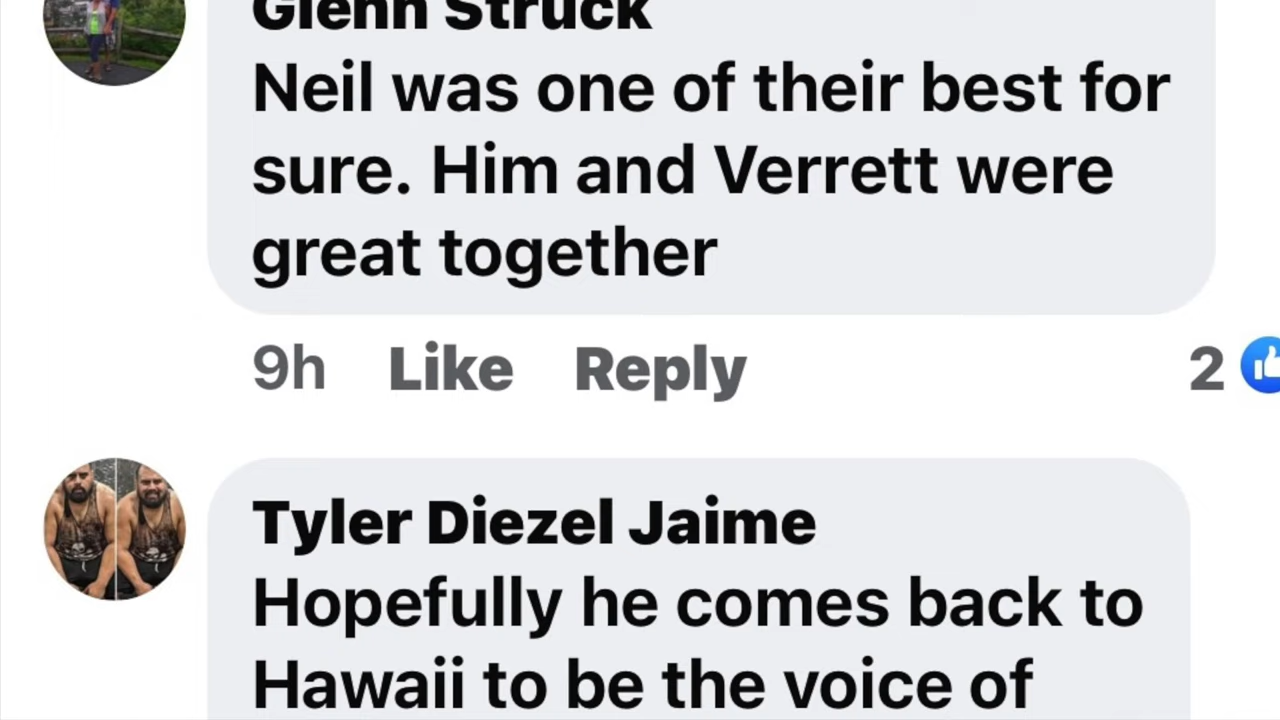 Glenn Struck
Neil was one of their best for
sure. Him and Verrett were
great together
9h Like Reply 2
Tyler Diezel Jaime
Hopefully he comes back to
Hawaii to be the voice of